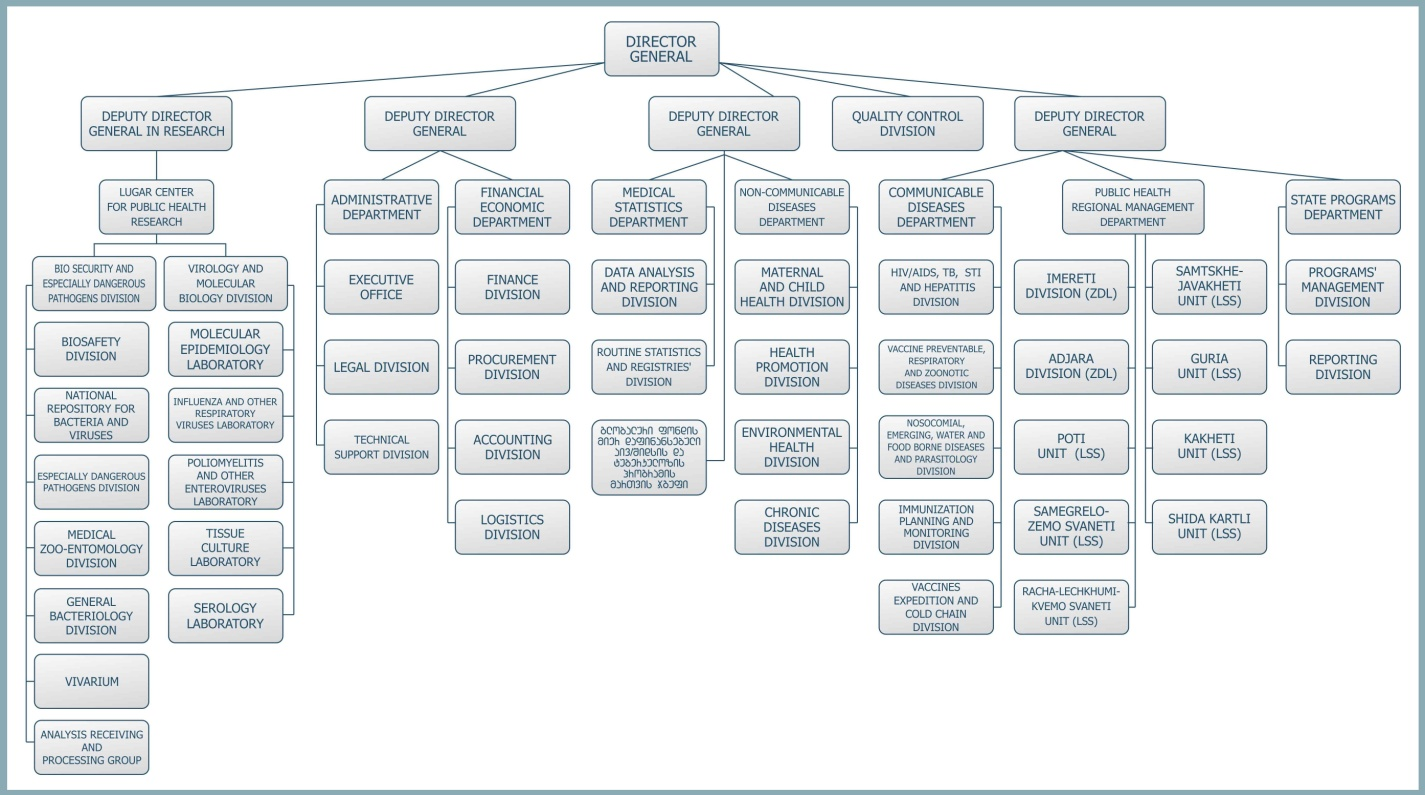 DIRECTOR
GENERAL
DEPUTY DIRECTOR
GENERAL IN RESEARCH
DEPUTY DIRECTOR
GENERAL
DEPUTY DIRECTOR
GENERAL
QUALITY CONTROL
DIVISION
DEPUTY DIRECTOR
GENERAL
LUGAR CENTER
FOR PUBLIC HEALTH
RESEARCH
BIO SECURITY AND
ESPECIALLY DANGEROUS
PATHOGENS DIVISION
BIOSAFETY
DIVISION
NATIONAL
REPOSITORY FOR
BACTERIA AND
VIRUSES
ESPECIALLY DANGEROUS
PATHOGENS DIVISION
MEDICAL
ZOO-ENTOMOLOGY
DIVISION
GENERAL
BACTERIOLOGY
DIVISION
VIVARIUM
ANALYSIS RECEIVING
AND
PROCESSING GROUP
VIROLOGY AND
MOLECULAR
BIOLOGY DIVISION
MOLECULAR
EPIDEMIOLOGY
LABORATORY
INFLUENZA AND OTHER
RESPIRATORY
VIRUSES LABORATORY
POLIOMYELITIS
AND OTHER
ENTEROVIRUSES
LABORATORY
TISSUE
CULTURE
LABORATORY
SEROLOGY
LABORATORY
ADMINISTRATIVE
DEPARTMENT
EXECUTIVE
OFFICE
LEGAL DIVISION
TECHNICAL
SUPPORT DIVISION
FINANCIAL
ECONOMIC
DEPARTMENT
FINANCE
DIVISION
PROCUREMENT
DIVISION
ACCOUNTING
DIVISION
LOGISTICS
DIVISION
MEDICAL
STATISTICS
DEPARTMENT
DATA ANALYSIS
AND REPORTING
DIVISION
ROUTINE STATISTICS
AND REGISTRIES'
DIVISION
გლობალური ფონდის
მიერ დაფინანსებული
აივ/შიდსის და
ტუბერკულოზის
პროგრამის
მართვის ჯგუფი
NON-COMMUNICABLE
DISEASES
DEPARTMENT
MATERNAL
AND CHILD
HEALTH DIVISION
HEALTH
PROMOTION
DIVISION
ENVIRONMENTAL
HEALTH
DIVISION
CHRONIC
DISEASES
DIVISION
COMMUNICABLE
DISEASES
DEPARTMENT
HIV/AIDS, TB, STI
AND HEPATITIS
DIVISION
VACCINE PREVENTABLE,
RESPIRATORY
AND ZOONOTIC
DISEASES DIVISION
NOSOCOMIAL,
EMERGING, WATER AND
FOOD BORNE DISEASES
AND PARASITOLOGY
DIVISION
IMMUNIZATION
PLANNING AND
MONITORING
DIVISION
VACCINES
EXPEDITION AND
COLD CHAIN
DIVISION
PUBLIC HEALTH
REGIONAL MANAGEMENT
DEPARTMENT
IMERETI
DIVISION (ZDL)
ADJARA
DIVISION (ZDL)
POTI
UNIT (LSS)
SAMEGRELO-
ZEMO SVANETI
UNIT (LSS)
RACHA-LECHKHUMI-
KVEMO SVANETI
UNIT (LSS)
SAMTSKHE-
JAVAKHETI
UNIT (LSS)
GURIA
UNIT (LSS)
KAKHETI
UNIT (LSS)
SHIDA KARTLI
UNIT (LSS)
STATE PROGRAMS
DEPARTMENT
PROGRAMS'
MANAGEMENT
DIVISION
REPORTING
DIVISION